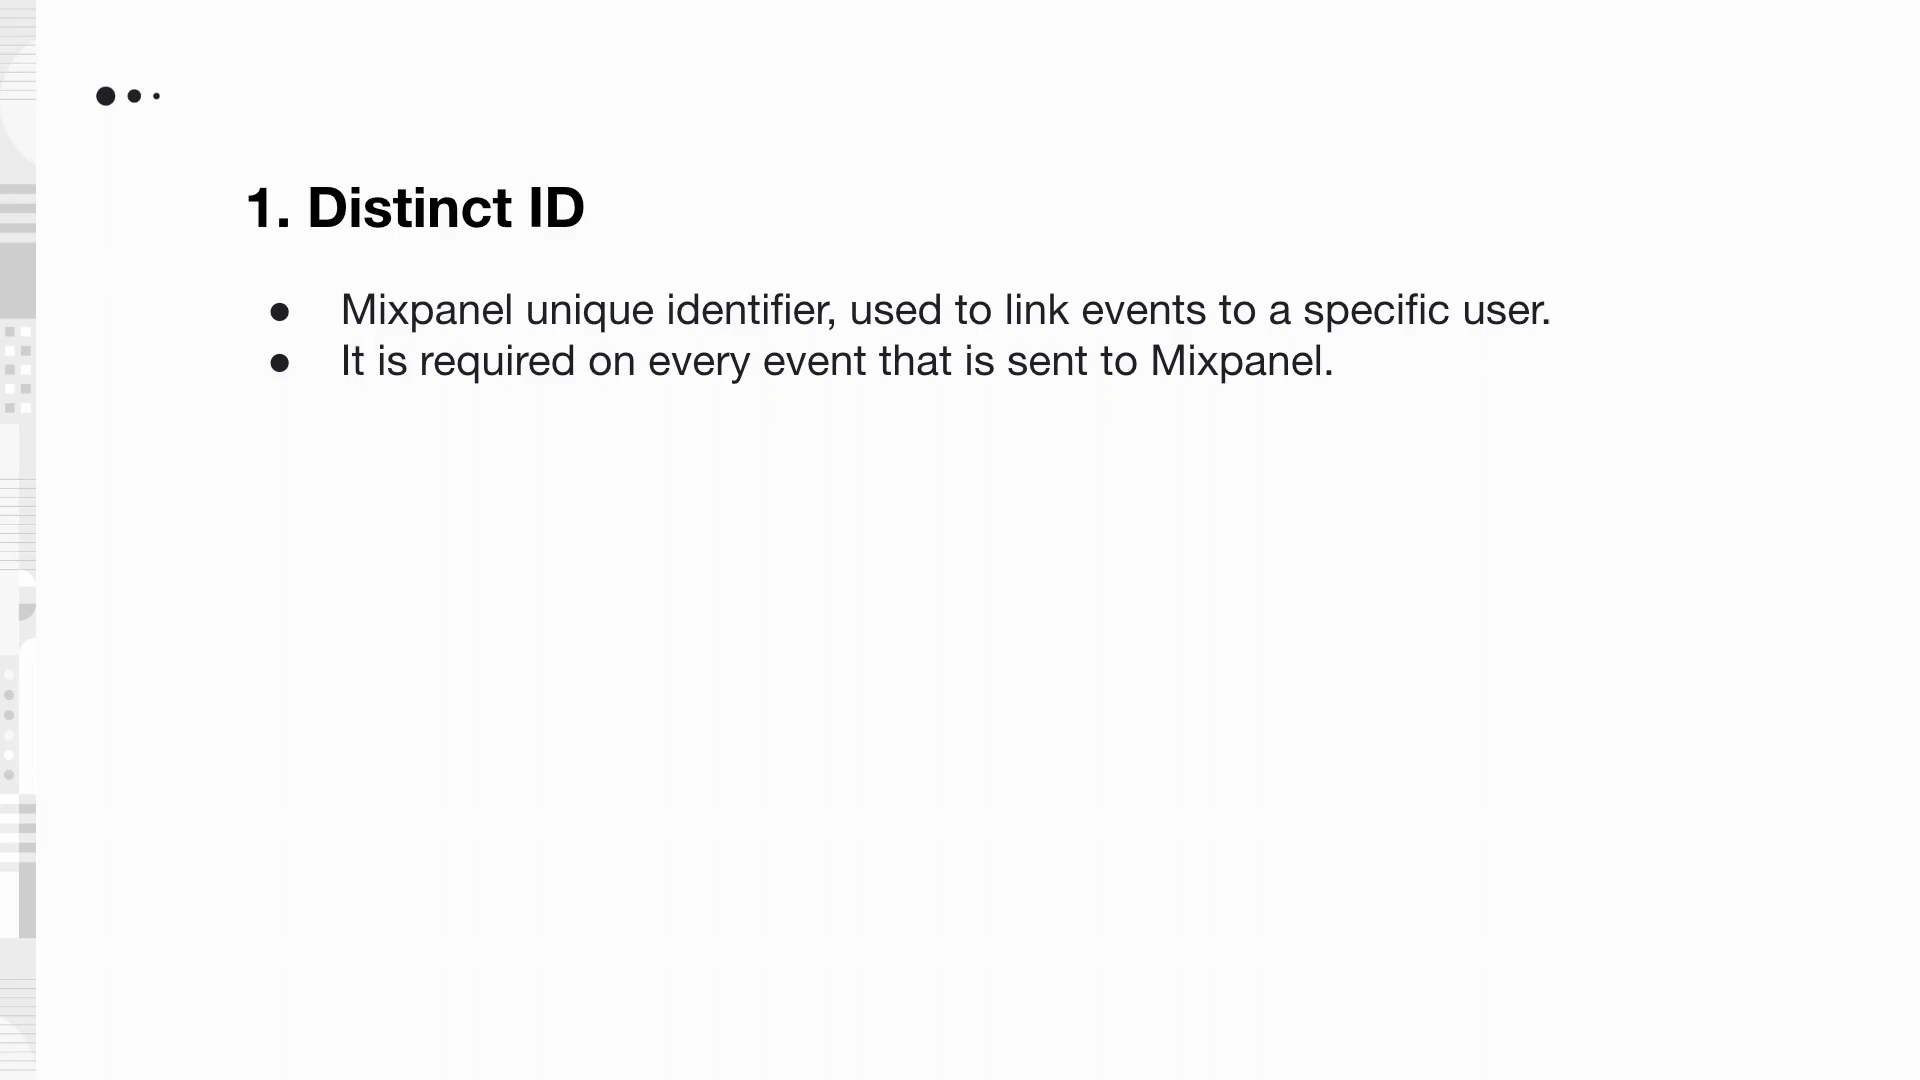 1. Distinct ID
● Mixpanel unique identifier, used to link events to a specific user.
● It is required on every event that is sent to Mixpanel.